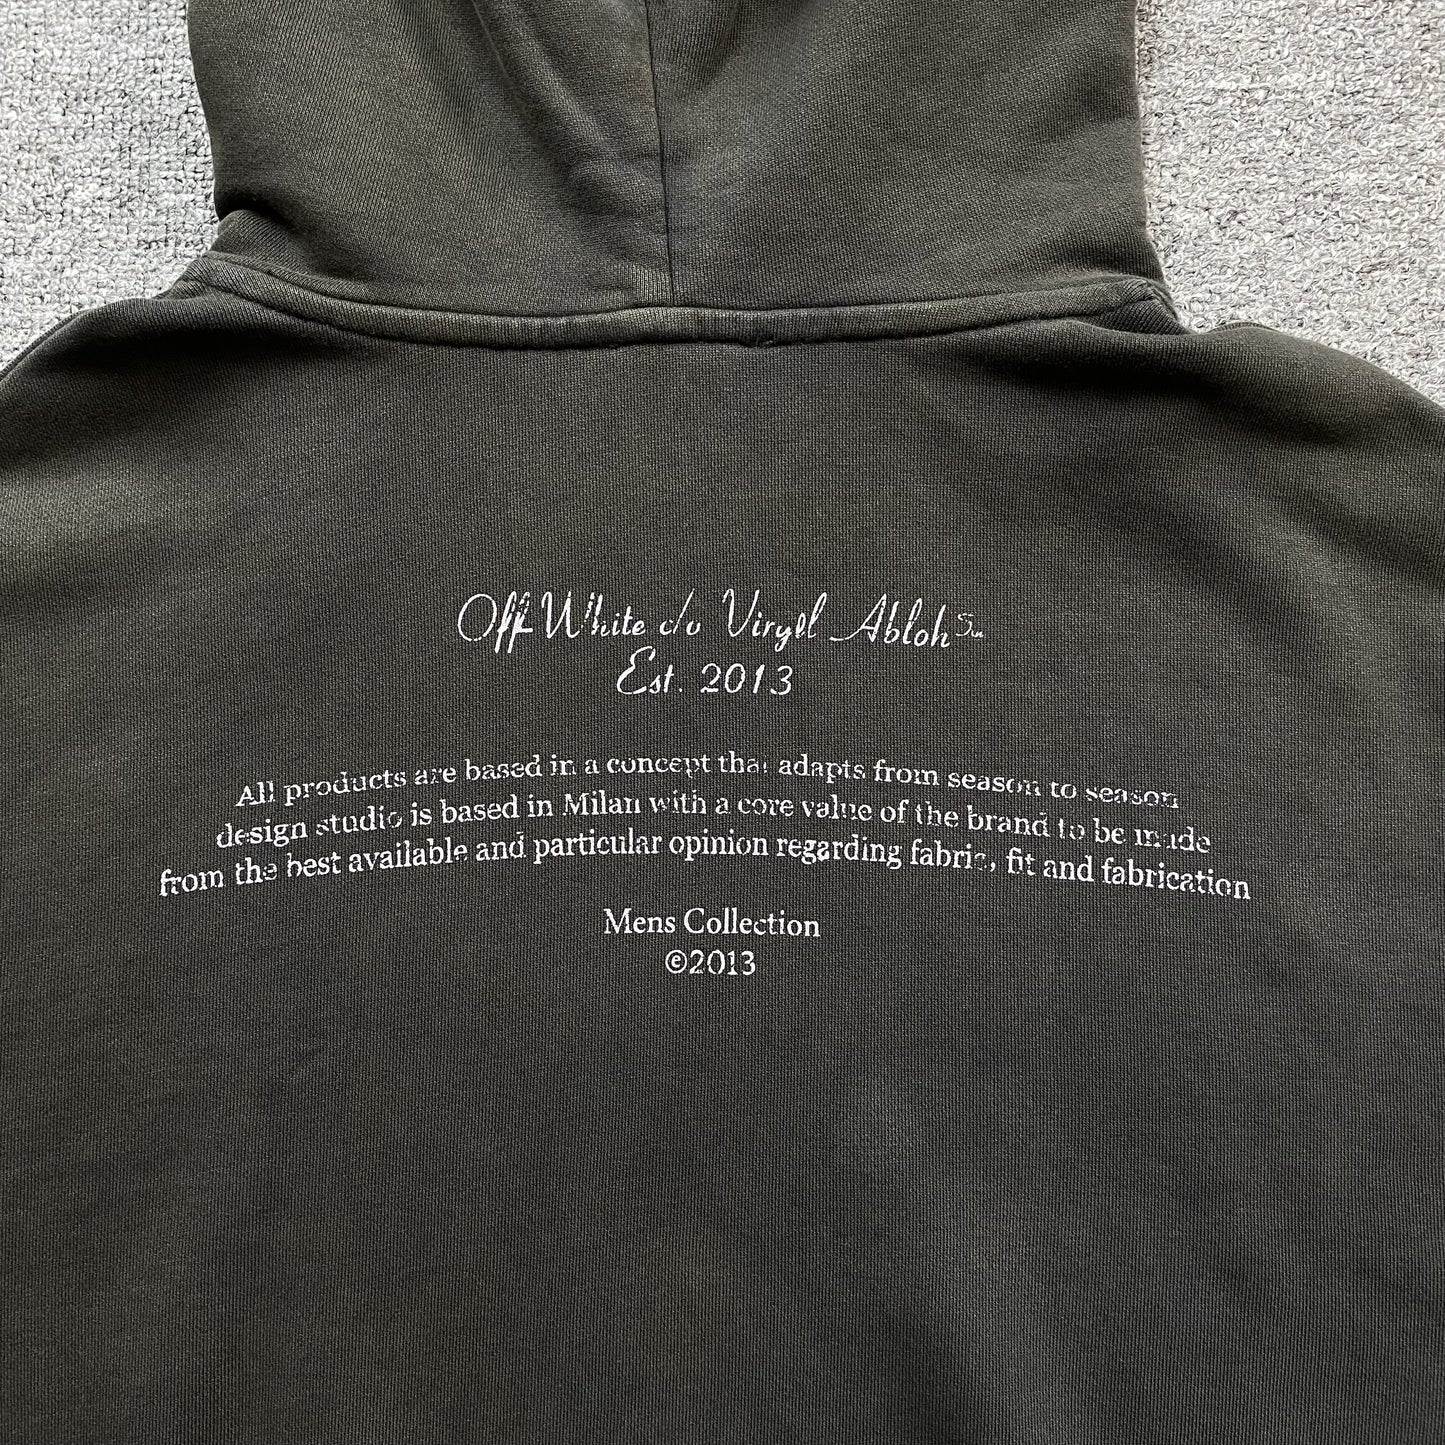 Off White c/o Virgil Abloh
Est. 2013
All products are based in a concept that adapts from season to season
design studio is based in Milan with a core value of the brand to be made
from the best available and particular opinion regarding fabric, fit and fabrication
Mens Collection
©2013